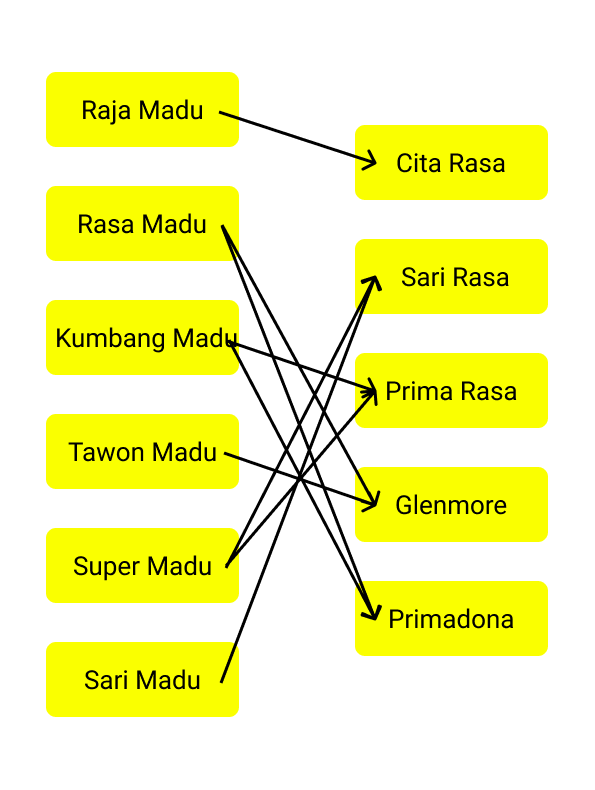 Raja Madu
Rasa Madu
Kumbang Madu
Tawon Madu
Super Madu
Sari Madu
Cita Rasa
Sari Rasa
Prima Rasa
Glenmore
Primadona